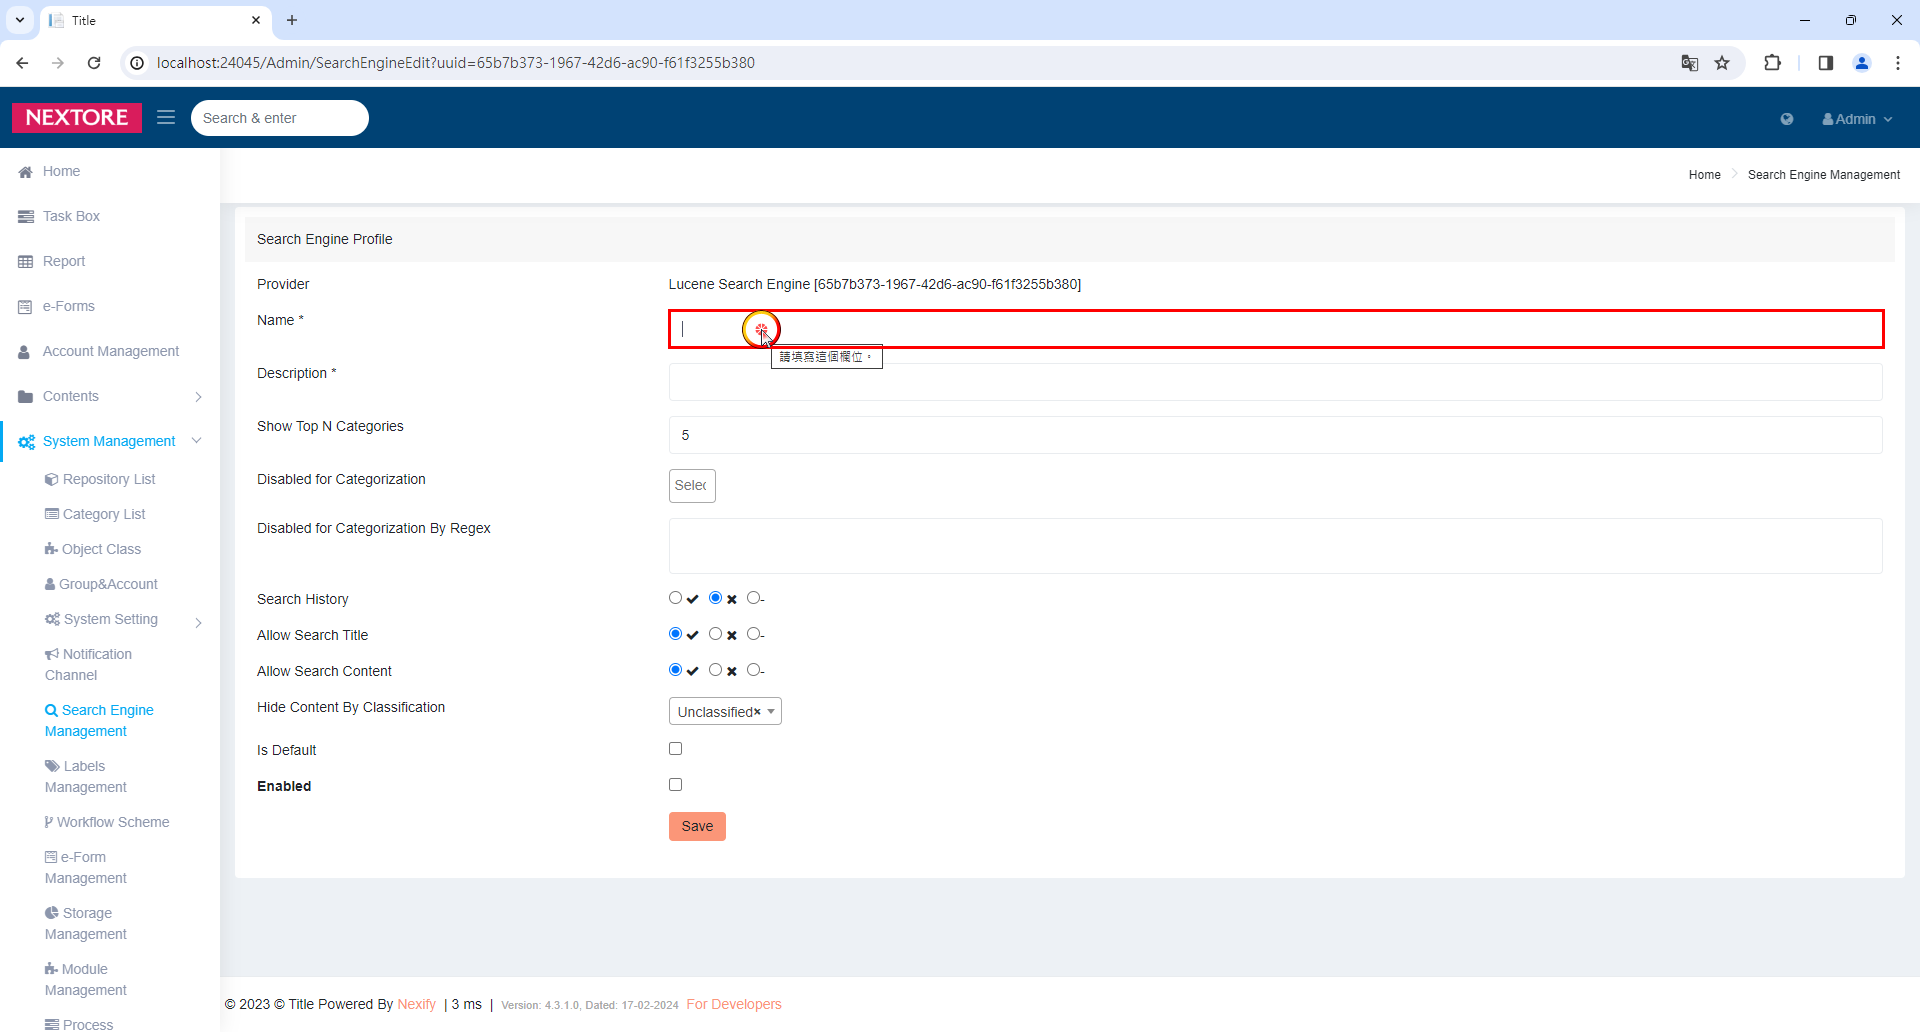 Title
localhost:24045/Admin/SearchEngineEdit?uuid=65b7b373-1967-42d6-ac90-f61f3255b380
NEXTORE
Search & enter
Admin
Home
Task Box
Report
e-Forms
Account Management
Contents
System Management
Repository List
Category List
Object Class
Group&Account
System Setting
Notification
Channel
Search Engine
Management
Labels
Management
Workflow Scheme
e-Form
Management
Storage
Management
Module
Management
Process
Home > Search Engine Management
Search Engine Profile
Provider Lucene Search Engine [65b7b373-1967-42d6-ac90-f61f3255b380]
Name *
請填寫這個欄位。
Description *
Show Top N Categories 5
Disabled for Categorization Selec
Disabled for Categorization By Regex
Search History ✔ ✖ -
Allow Search Title ✔ ✖ -
Allow Search Content ✔ ✖ -
Hide Content By Classification Unclassified×
Is Default
Enabled
Save
© 2023 © Title Powered By Nexify | 3 ms | Version: 4.3.1.0, Dated: 17-02-2024 For Developers